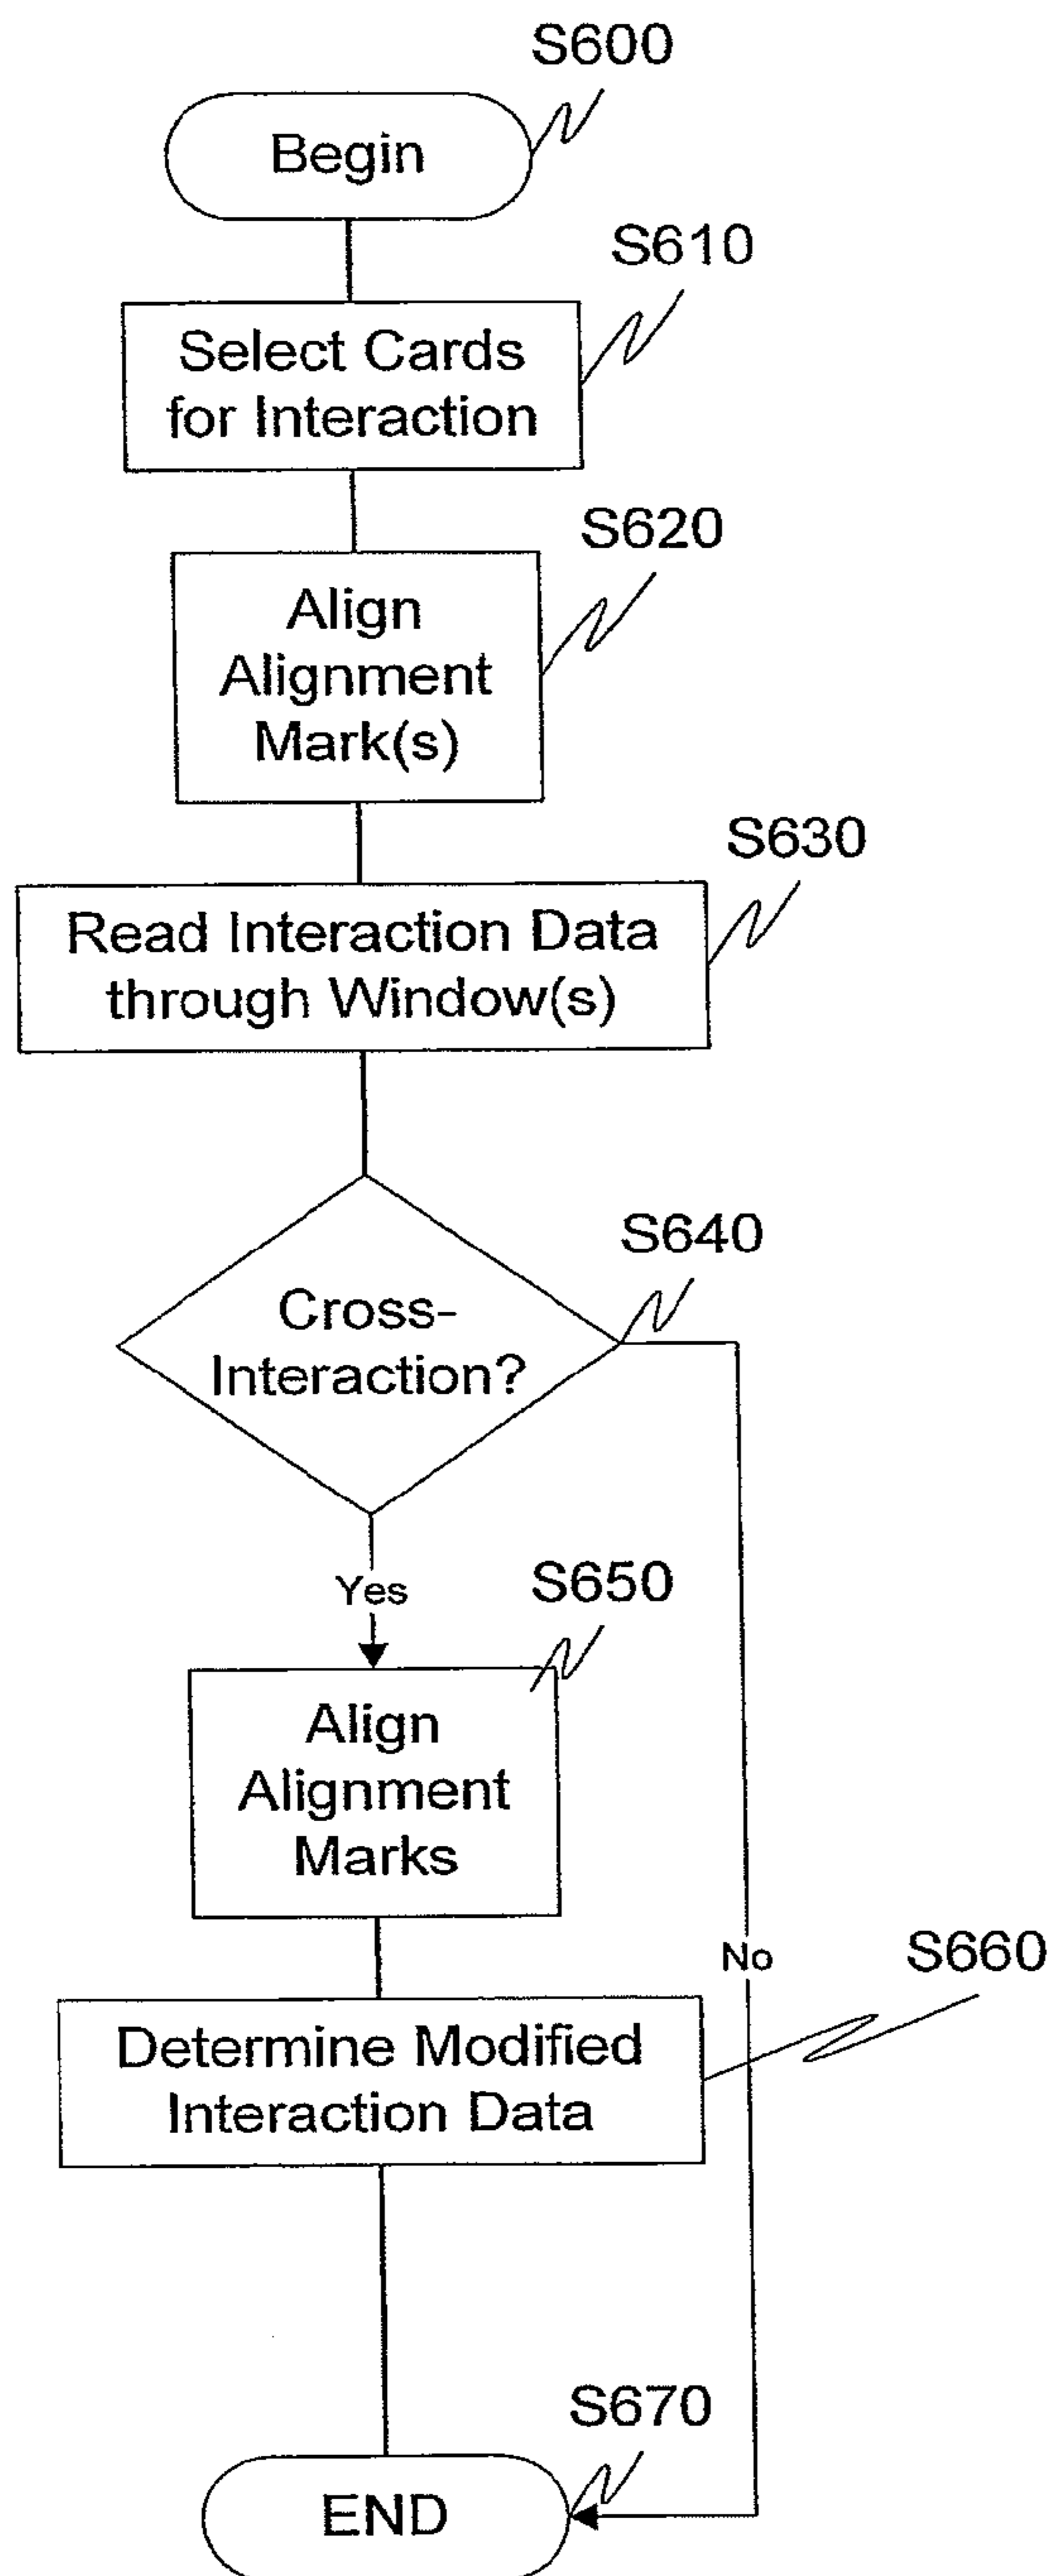 S600
Begin
S610
Select Cards
for Interaction
S620
Align
Alignment
Mark(s)
S630
Read Interaction Data
through Window(s)
S640
Cross-
Interaction?
Yes
S650
Align
Alignment
Marks
No
S660
Determine Modified
Interaction Data
S670
END